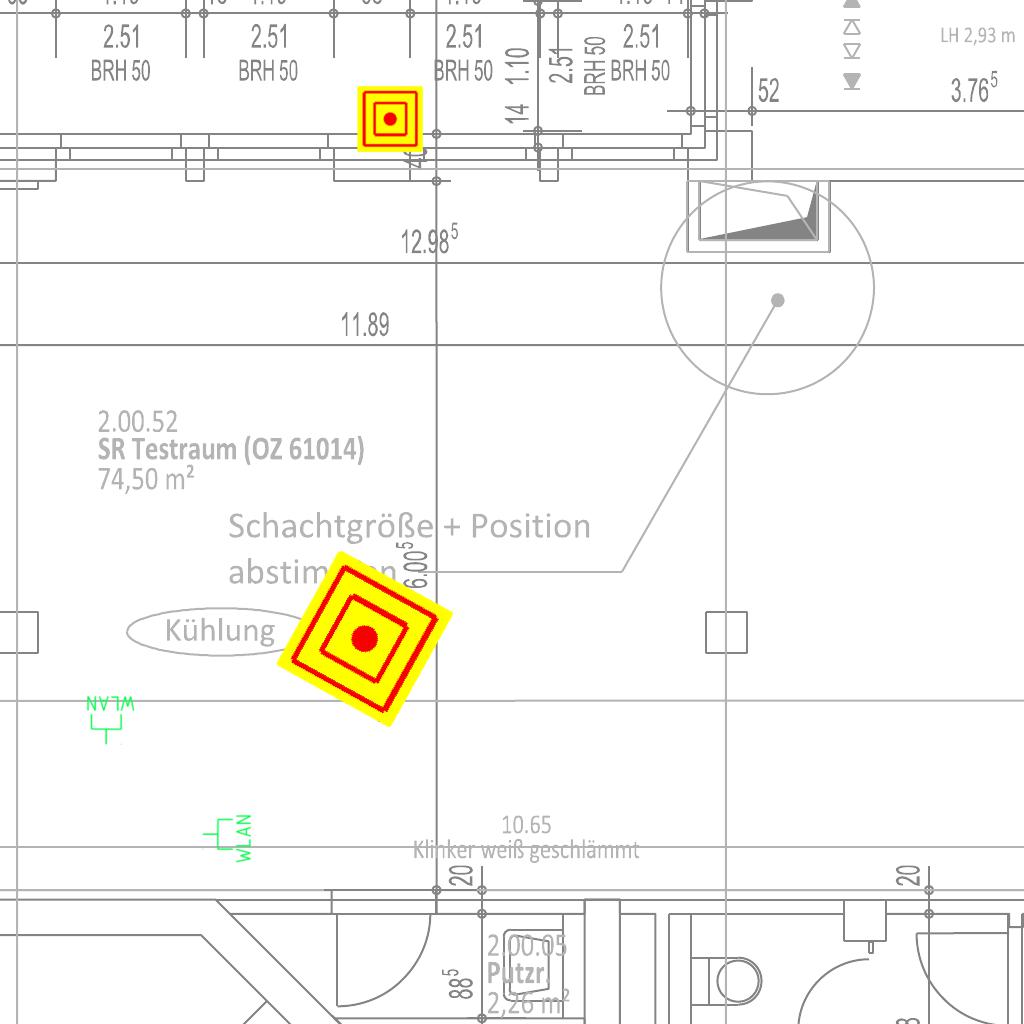 2.51
BRH 50
2.51
BRH 50
2.51
BRH 50
14 1.10
2.51
BRH 50
2.51
BRH 50
LH 2,93 m
52
3.76⁵
12.98⁵
11.89
2.00.52
SR Testraum (OZ 61014)
74,50 m²
Schachtgröße + Position
6.00⁵
Kühlung
WLAN
WLAN
10.65
Klinker weiß geschlämmt
20
20
2.00.05
Putzr.
2,26 m²
88⁵